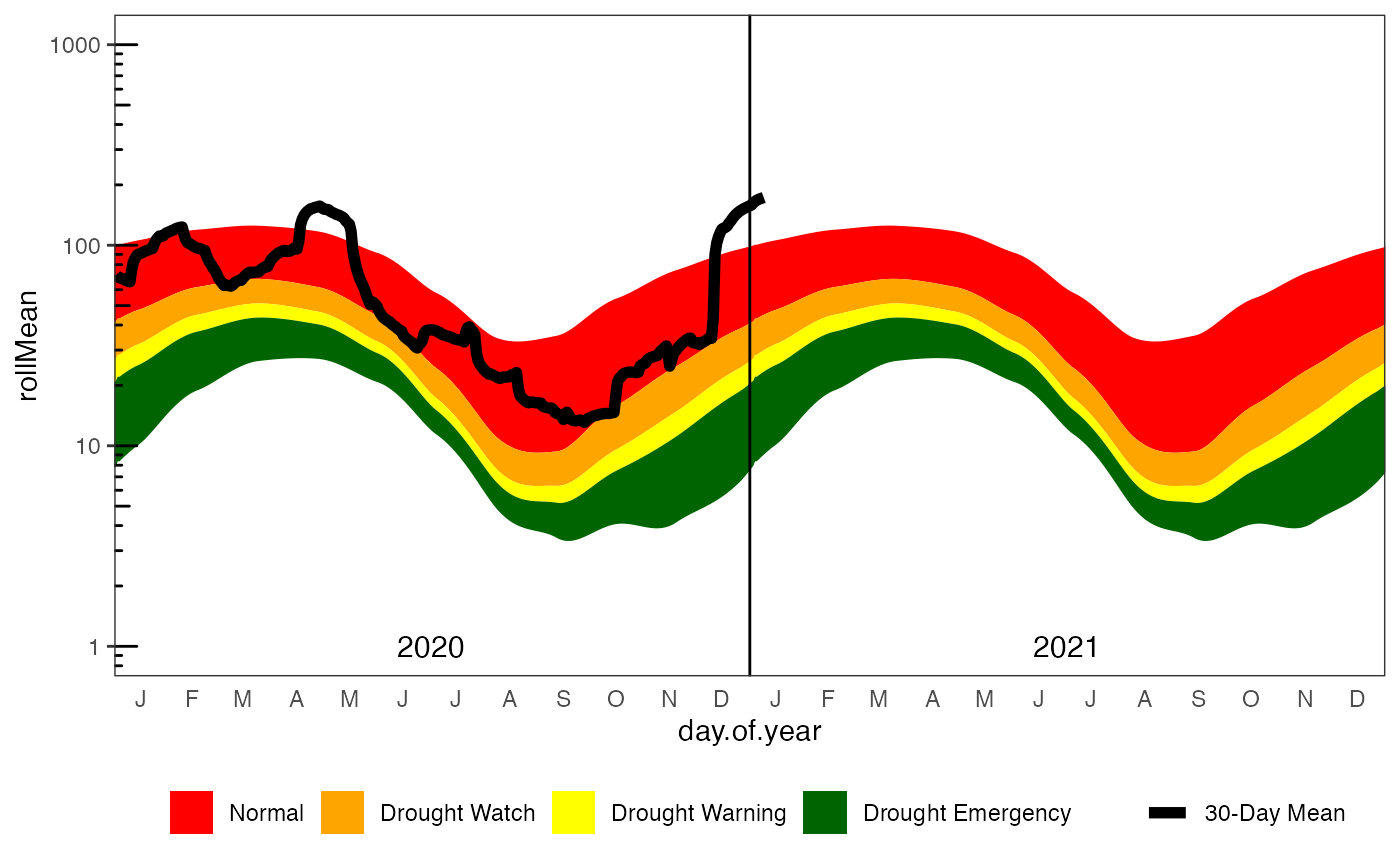 1000
100
10
1
rollMean
2020 2021
J F M A M J J A S O N D J F M A M J J A S O N D
day.of.year
Normal Drought Watch Drought Warning Drought Emergency 30-Day Mean